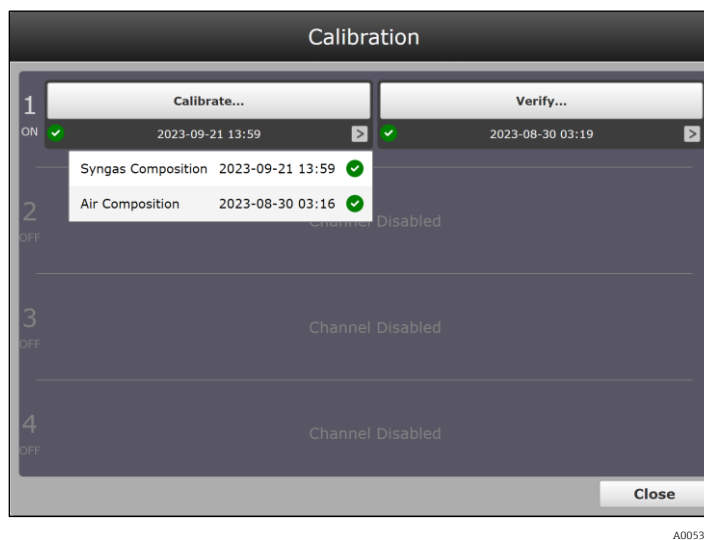 Calibration
1
ON
Calibrate...
Verify...
2023-09-21 13:59
2023-08-30 03:19
Syngas Composition 2023-09-21 13:59
Air Composition 2023-08-30 03:16
2
OFF
Channel Disabled
3
OFF
Channel Disabled
4
OFF
Channel Disabled
Close
A0053